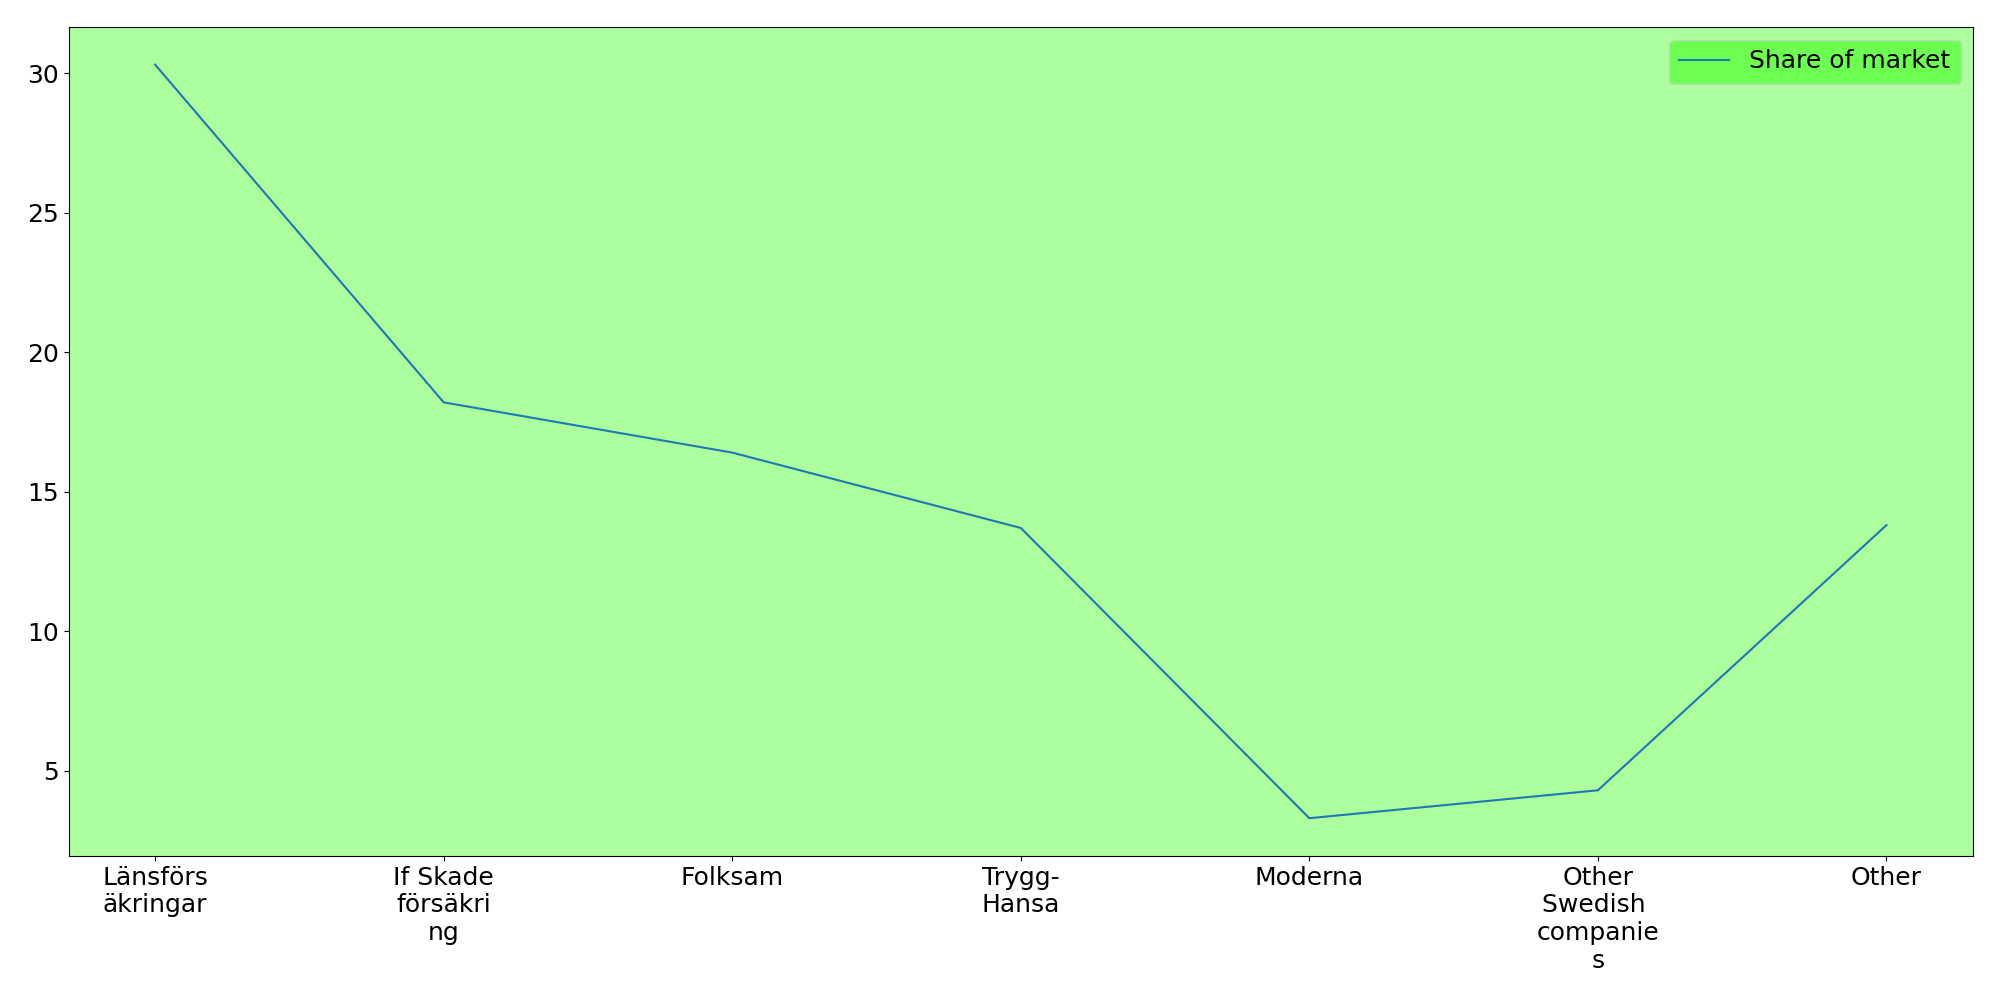 Share of market
30
25
20
15
10
5
Länsförs
äkringar
If Skade
försäkri
ng
Folksam
Trygg-
Hansa
Moderna
Other
Swedish
companie
s
Other